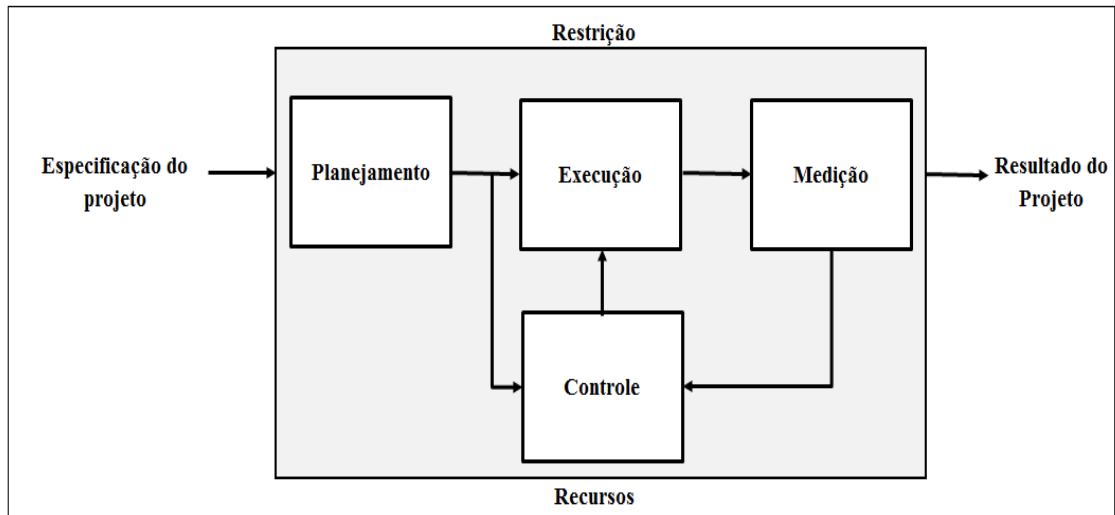 Restrição
Especificação do
projeto
Planejamento
Execução
Medição
Resultado do
Projeto
Controle
Recursos